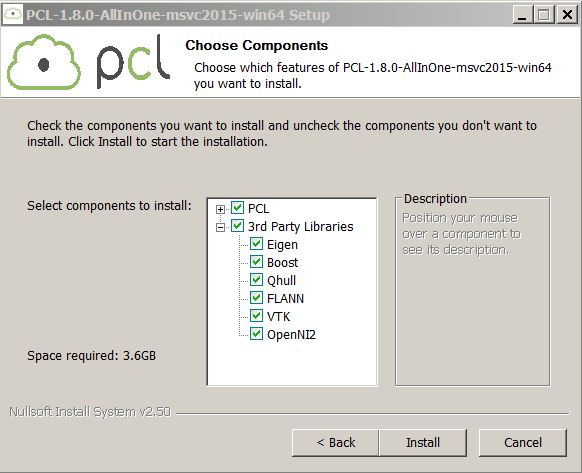 PCL-1.8.0-AllInOne-msvc2015-win64 Setup
pcl
Choose Components
Choose which features of PCL-1.8.0-AllInOne-msvc2015-win64
you want to install.
Check the components you want to install and uncheck the components you don't want to
install. Click Install to start the installation.
Select components to install:
PCL
3rd Party Libraries
Eigen
Boost
Qhull
FLANN
VTK
OpenNI2
Description
Position your mouse
over a component to
see its description.
Space required: 3.6GB
Nullsoft Install System v2.50
< Back
Install
Cancel